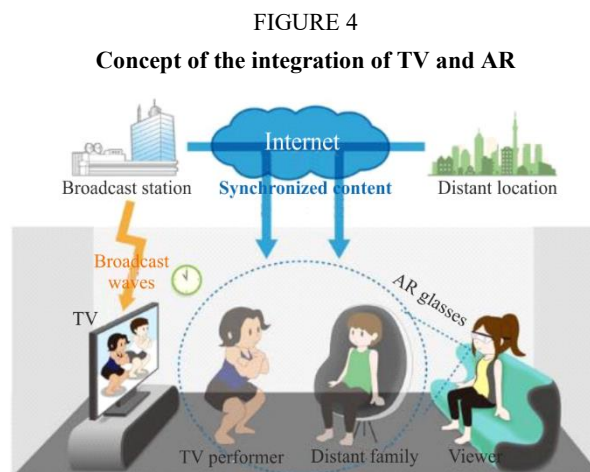 FIGURE 4
Concept of the integration of TV and AR
Internet
Broadcast station
Synchronized content
Distant location
Broadcast
waves
TV
AR glasses
TV performer
Distant family
Viewer